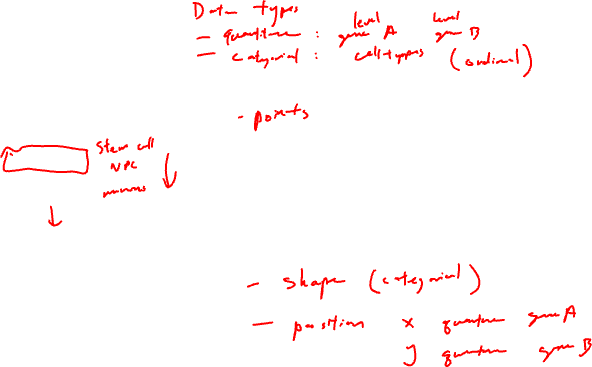 Data types
level level
- quantitative : gene A gene B
- categorical : cell-types (ordinal)
- points
Stem cell
NPC
neurons
- shape (categorical)
- position x quantitative gene A
y quantitative gene B